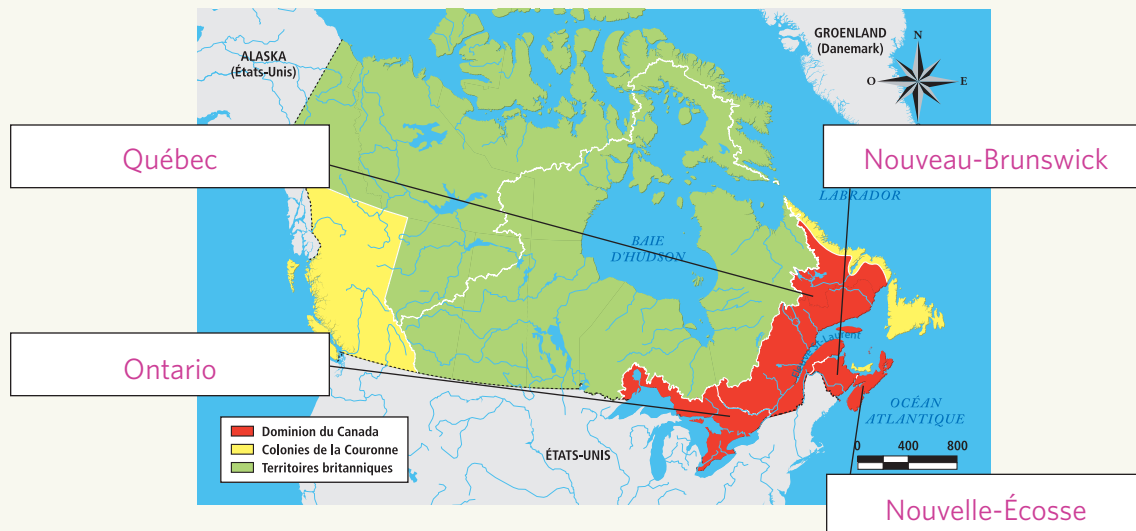 ALASKA
(États-Unis)
GROENLAND
(Danemark)
N
O
E
Québec
Nouveau-Brunswick
LABRADOR
BAIE
D'HUDSON
Ontario
OCÉAN
ATLANTIQUE
Dominion du Canada
Colonies de la Couronne
Territoires britanniques
ÉTATS-UNIS
0 400 800
Nouvelle-Écosse